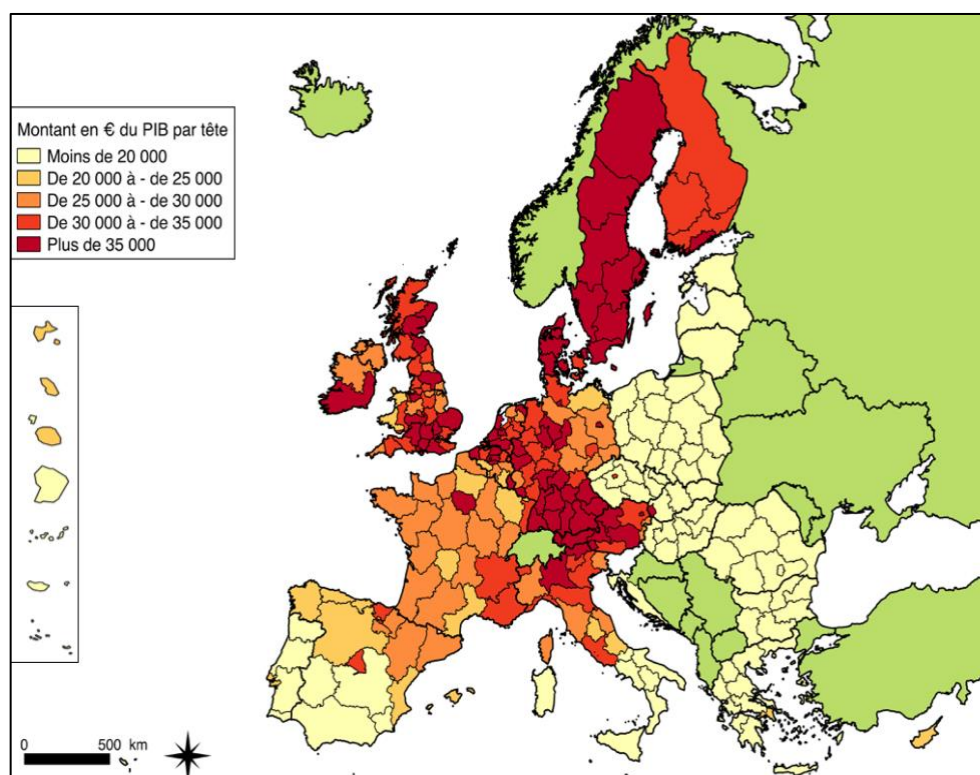 Montant en € du PIB par tête
Moins de 20 000
De 20 000 à - de 25 000
De 25 000 à - de 30 000
De 30 000 à - de 35 000
Plus de 35 000
0 500 km